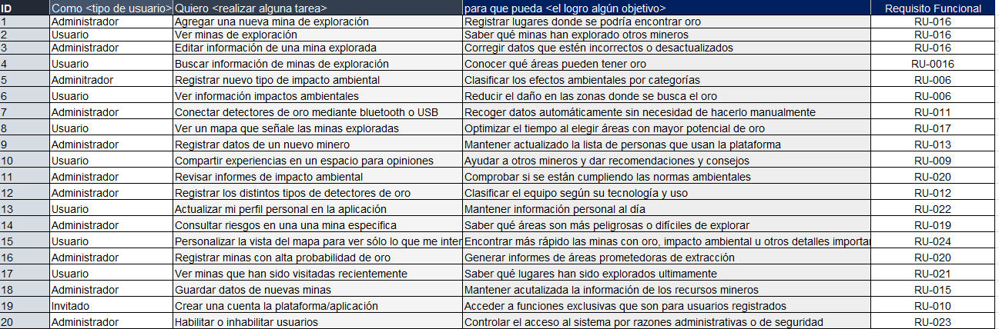 ID Como <tipo de usuario> Quiero <realizar alguna tarea> para que pueda <el logro algún objetivo> Requisito Funcional
1 Administrador Agregar una nueva mina de exploración Registrar lugares donde se podría encontrar oro RU-016
2 Usuario Ver minas de exploración Saber qué minas han explorado otros mineros RU-016
3 Administrador Editar información de una mina explorada Corregir datos que estén incorrectos o desactualizados RU-016
4 Usuario Buscar información de minas de exploración Conocer qué áreas pueden tener oro RU-0016
5 Adminitrador Registrar nuevo tipo de impacto ambiental Clasificar los efectos ambientales por categorías RU-006
6 Usuario Ver información impactos ambientales Reducir el daño en las zonas donde se busca el oro RU-006
7 Administrador Conectar detectores de oro mediante bluetooth o USB Recoger datos automáticamente sin necesidad de hacerlo manualmente RU-011
8 Usuario Ver un mapa que señale las minas exploradas Optimizar el tiempo al elegir áreas con mayor potencial de oro RU-017
9 Administrador Registrar datos de un nuevo minero Mantener actualizado la lista de personas que usan la plataforma RU-013
10 Usuario Compartir experiencias en un espacio para opiniones Ayudar a otros mineros y dar recomendaciones y consejos RU-009
11 Administrador Revisar informes de impacto ambiental Comprobar si se están cumpliendo las normas ambientales RU-020
12 Administrador Registrar los distintos tipos de detectores de oro Clasificar el equipo según su tecnología y uso RU-012
13 Usuario Actualizar mi perfil personal en la aplicación Mantener información personal al día RU-022
14 Administrador Consultar riesgos en una una mina especifica Saber qué áreas son más peligrosas o difíciles de explorar RU-019
15 Usuario Personalizar la vista del mapa para ver sólo lo que me inter Encontrar más rápido las minas con oro, impacto ambiental u otros detalles importan RU-024
16 Administrador Registrar minas con alta probabilidad de oro Generar informes de áreas prometedoras de extracción RU-020
17 Usuario Ver minas que han sido visitadas recientemente Saber qué lugares han sido explorados ultimamente RU-021
18 Administrador Guardar datos de nuevas minas Mantener acutalizada la información de los recursos mineros RU-015
19 Invitado Crear una cuenta la plataforma/aplicación Acceder a funciones exclusivas que son para usuarios registrados RU-010
20 Administrador Habilitar o inhabilitar usuarios Controlar el acceso al sistema por razones administrativas o de seguridad RU-023